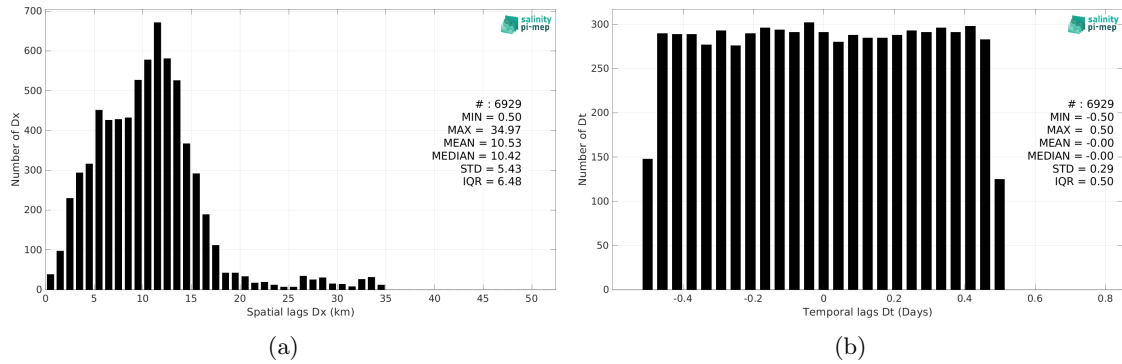 700
600
500
400
300
200
100
0
Number of Dx
0 5 10 15 20 25 30 35 40 45 50
Spatial lags Dx (km)
salinity
pi-mep
# : 6929
MIN = 0.50
MAX = 34.97
MEAN = 10.53
MEDIAN = 10.42
STD = 5.43
IQR = 6.48
(a)
300
250
200
150
100
50
0
Number of Dt
-0.4 -0.2 0 0.2 0.4 0.6 0.8
Temporal lags Dt (Days)
salinity
pi-mep
# : 6929
MIN = -0.50
MAX = 0.50
MEAN = -0.00
MEDIAN = -0.00
STD = 0.29
IQR = 0.50
(b)